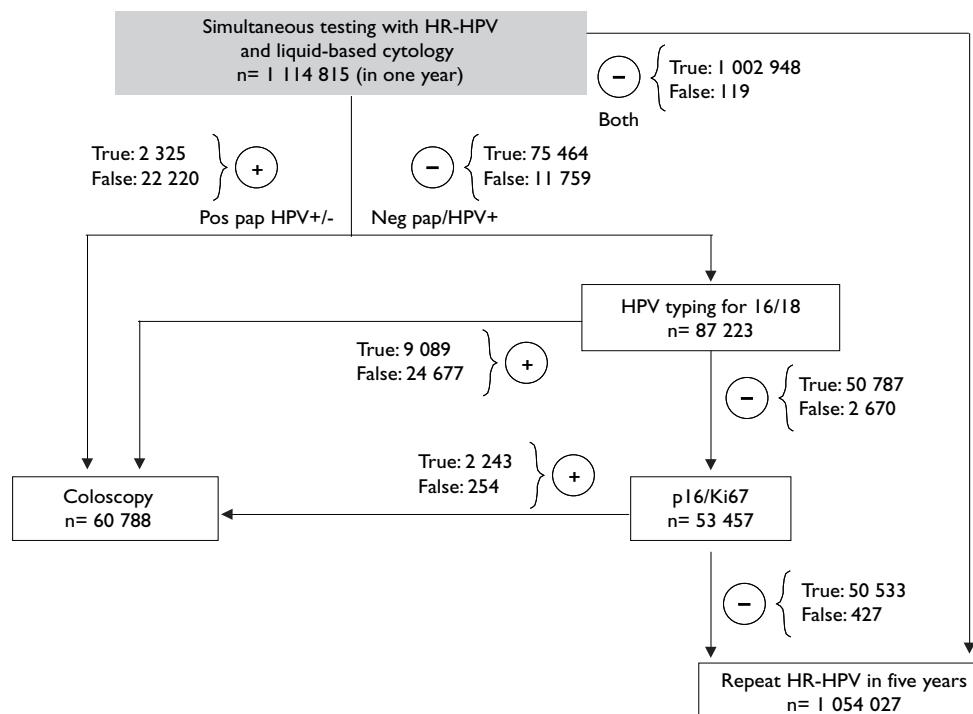 Simultaneous testing with HR-HPV
and liquid-based cytology
n= 1 114 815 (in one year)
True: 1 002 948
False: 119
−
Both
True: 2 325
False: 22 220
+
Pos pap HPV+/-
−
True: 75 464
False: 11 759
Neg pap/HPV+
HPV typing for 16/18
n= 87 223
True: 9 089
False: 24 677
+
−
True: 50 787
False: 2 670
True: 2 243
False: 254
+
Coloscopy
n= 60 788
p16/Ki67
n= 53 457
−
True: 50 533
False: 427
Repeat HR-HPV in five years
n= 1 054 027